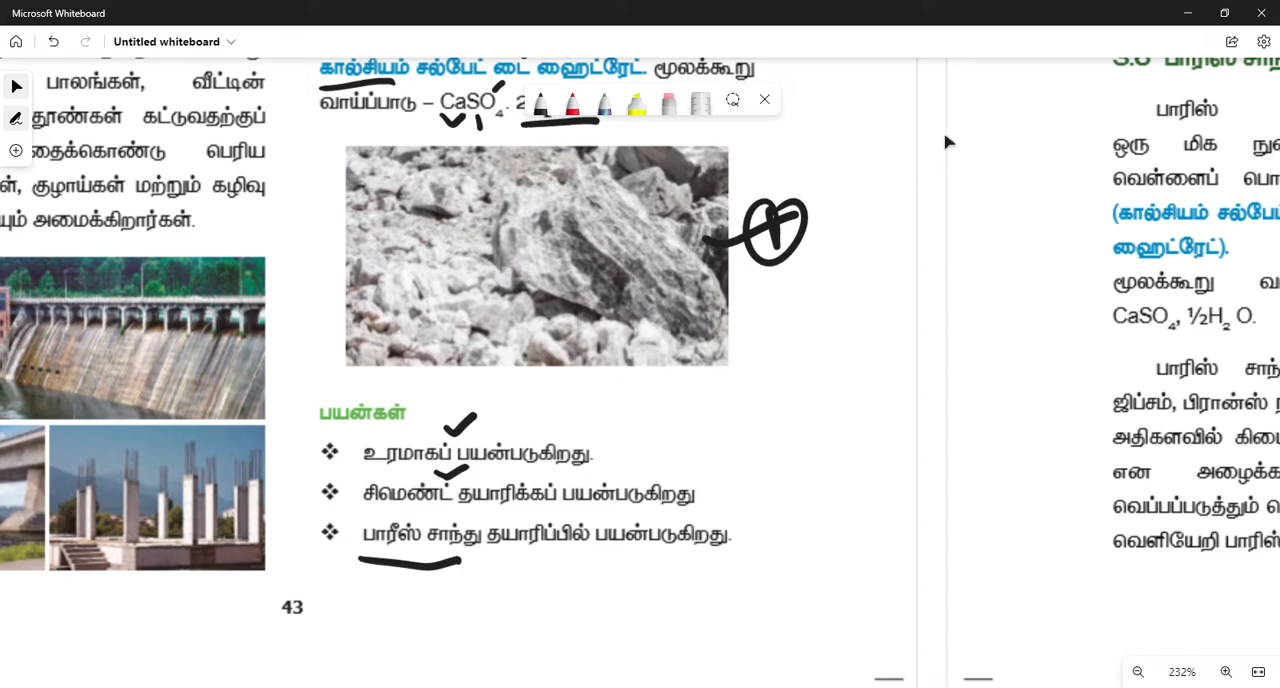 Microsoft Whiteboard
Untitled whiteboard
பாலங்கள், வீட்டின்
தூண்கள் கட்டுவதற்குப்
பெரிய
குழாய்கள் மற்றும் கழிவு
அமைக்கிறார்கள்.
கால்சியம் சல்பேட் டை ஹைட்ரேட். மூலக்கூறு
வாய்ப்பாடு – CaSO₄. 2
பயன்கள்
❖ உரமாகப் பயன்படுகிறது.
❖ சிமெண்ட் தயாரிக்கப் பயன்படுகிறது
❖ பாரீஸ் சாந்து தயாரிப்பில் பயன்படுகிறது.
43
பாரிஸ்
ஒரு மிக
வெள்ளைப்
(கால்சியம்
ஹைட்ரேட்).
மூலக்கூறு
CaSO₄, ½H₂ O.
பாரிஸ்
ஜிப்சம், பிரான்ஸ்
அதிகளவில்
என
வெப்பப்படுத்தும்
வெளியேறி பாரிஸ்
232%